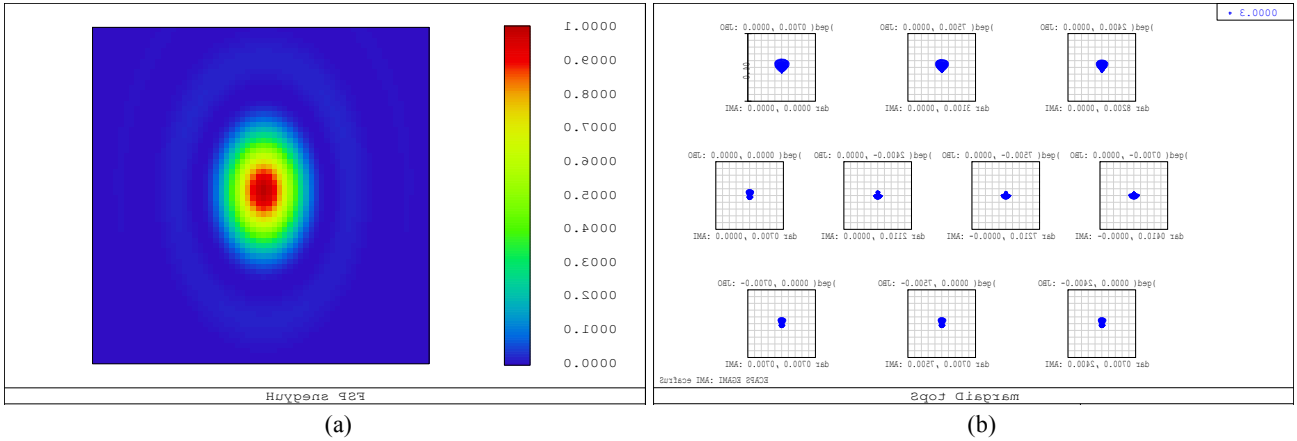 1.0000
0.9000
0.8000
0.7000
0.6000
0.5000
0.4000
0.3000
0.2000
0.1000
0.0000
Huygens PSF
(a)
3.0000
OBJ: 0.0000, 0.0070 (deg)
OBJ: 0.0000, 0.0057 (deg)
OBJ: 0.0000, 0.0042 (deg)
0.40
IMA: 0.0000, 0.0000 rad
IMA: 0.0000, 0.0013 rad
IMA: 0.0000, 0.0028 rad
OBJ: 0.0000, 0.0000 (deg)
OBJ: 0.0000, -0.0042 (deg)
OBJ: 0.0000, -0.0057 (deg)
OBJ: 0.0000, -0.0070 (deg)
IMA: 0.0000, 0.0070 rad
IMA: 0.0000, 0.0112 rad
IMA: -0.0000, 0.0127 rad
IMA: -0.0000, 0.0140 rad
OBJ: -0.0070, 0.0000 (deg)
OBJ: -0.0057, 0.0000 (deg)
OBJ: -0.0042, 0.0000 (deg)
IMA: 0.0070, 0.0070 rad
IMA: 0.0057, 0.0070 rad
IMA: 0.0042, 0.0070 rad
Surface IMA: IMAGE SPACE
Spot Diagram
(b)